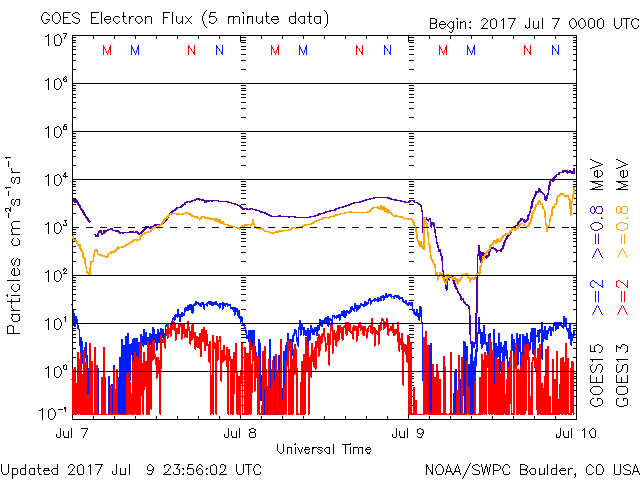 GOES Electron Flux (5 minute data)
Begin: 2017 Jul 7 0000 UTC
10⁷
M M N N M M N N M M N N
10⁶
10⁵
10⁴
10³
10²
10¹
10⁰
10⁻¹
Particles cm⁻²s⁻¹sr⁻¹
Jul 7 Jul 8 Jul 9 Jul 10
Universal Time
GOES15 >=2 >=0.8 MeV
GOES13 >=2 >=0.8 MeV
Updated 2017 Jul 9 23:56:02 UTC
NOAA/SWPC Boulder, CO USA